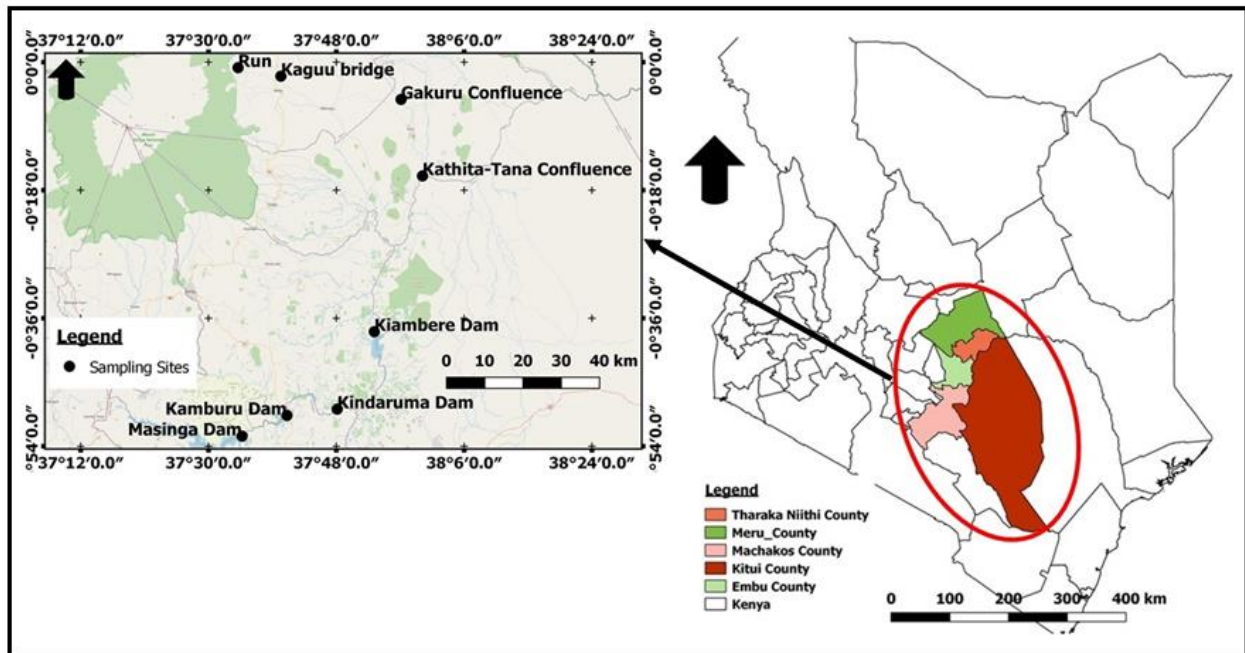 37°12′0.0″ 37°30′0.0″ 37°48′0.0″ 38°6′0.0″ 38°24′0.0″
0°0′0.0″
Run
Kaguu bridge
Gakuru Confluence
Kathita-Tana Confluence
-0°18′0.0″
-0°18′0.0″
-0°36′0.0″
-0°36′0.0″
Kiambere Dam
Legend
Sampling Sites
0 10 20 30 40 km
Kamburu Dam
Kindaruma Dam
Masinga Dam
°54′0.0″
37°12′0.0″ 37°30′0.0″ 37°48′0.0″ 38°6′0.0″ 38°24′0.0″
0°0′0.0″
°54′0.0″
Legend
Tharaka Niithi County
Meru_County
Machakos County
Kitui County
Embu County
Kenya
0 100 200 300 400 km